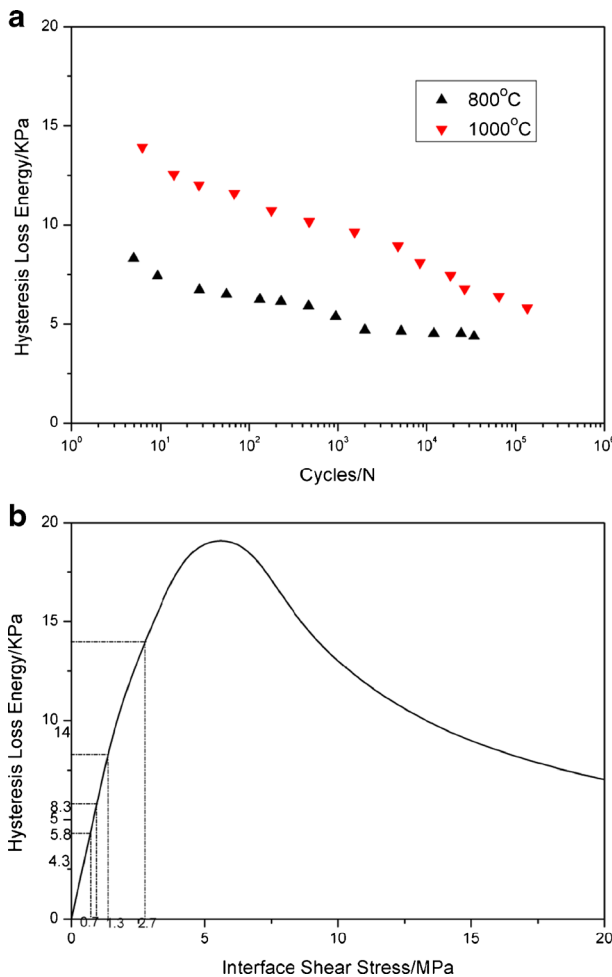 a
20
15
10
5
0
Hysteresis Loss Energy/KPa
800°C
1000°C
10⁰ 10¹ 10² 10³ 10⁴ 10⁵ 10⁶
Cycles/N
b
20
15
10
14
8.3
5
5.8
4.3
0
Hysteresis Loss Energy/KPa
0.7 1.3 2.7
0 5 10 15 20
Interface Shear Stress/MPa